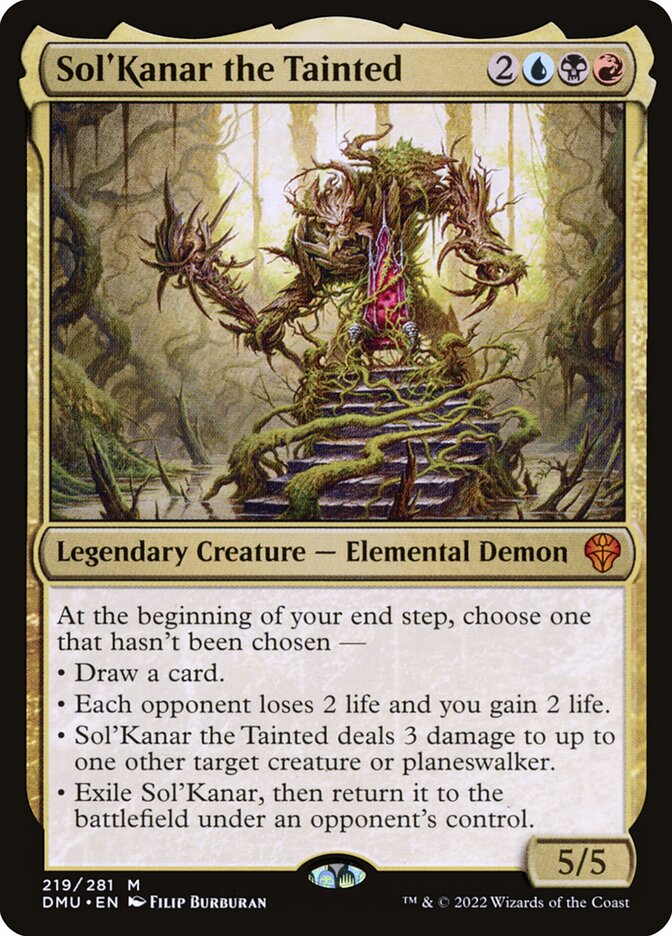 Sol'Kanar the Tainted 2
Legendary Creature — Elemental Demon
At the beginning of your end step, choose one
that hasn't been chosen —
• Draw a card.
• Each opponent loses 2 life and you gain 2 life.
• Sol'Kanar the Tainted deals 3 damage to up to
one other target creature or planeswalker.
• Exile Sol'Kanar, then return it to the
battlefield under an opponent's control.
5/5
219/281 M
DMU • EN Filip Burburan
™ & © 2022 Wizards of the Coast